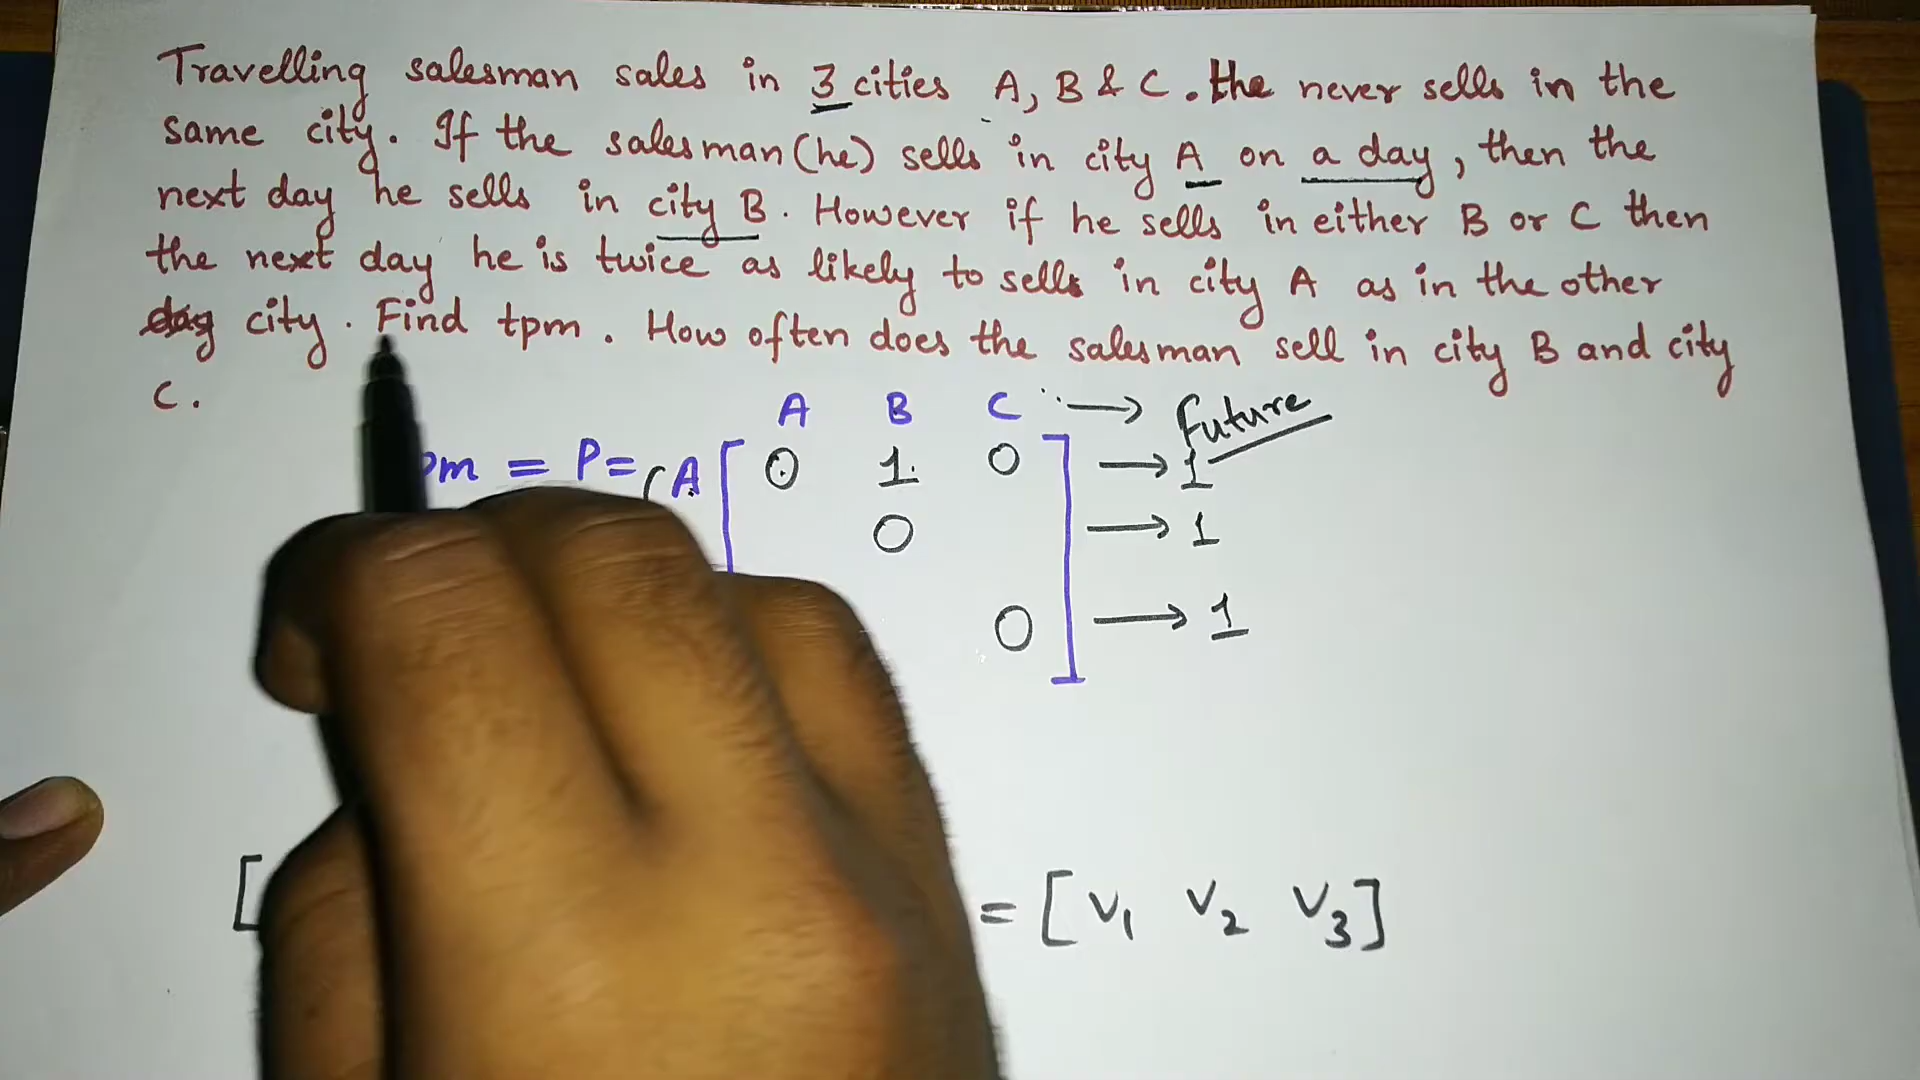 Travelling salesman sales in 3 cities A, B & C. the never sells in the
same city. If the salesman (he) sells in city A on a day, then the
next day he sells in city B. However if he sells in either B or C then
the next day he is twice as likely to sells in city A as in the other
city. Find tpm. How often does the salesman sell in city B and city
C.
A B C → Future
pm = P = A [ 0 1 0 ] → 1
0 → 1
0 → 1
[ = [V1 V2 V3]